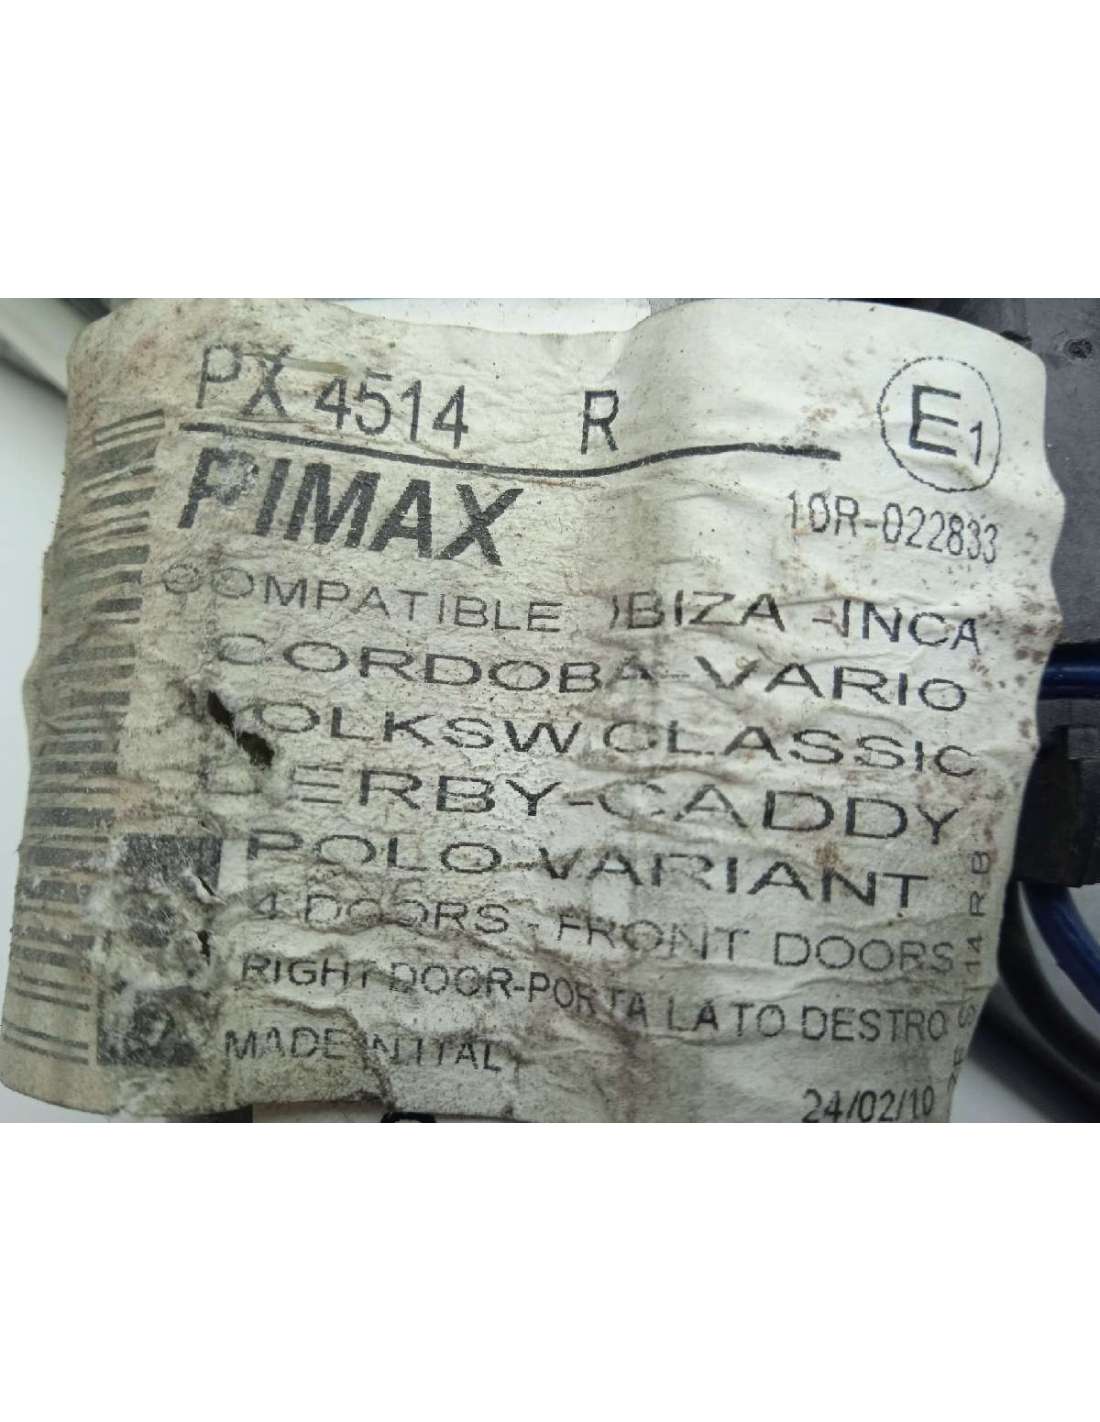 PX 4514 R
E1
PIMAX
10R-022833
COMPATIBLE IBIZA -INCA
CORDOBA-VARIO
VOLKSW.CLASSIC
DERBY-CADDY
POLO-VARIANT
4 DOORS - FRONT DOORS
RIGHT DOOR-PORTA LATO DESTRO
MADE IN ITALY
24/02/10